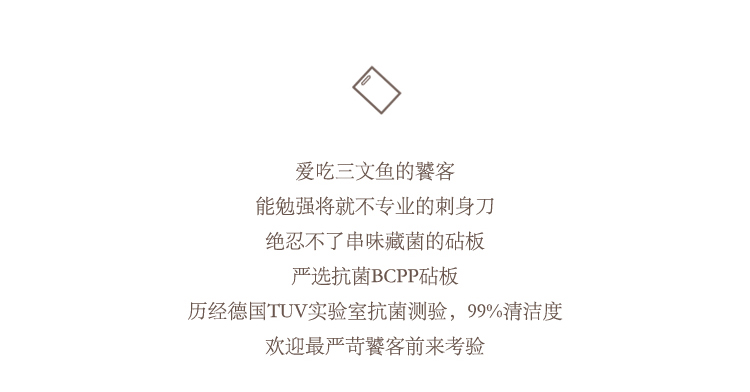 爱吃三文鱼的饕客
能勉强将就不专业的刺身刀
绝忍不了串味藏菌的砧板
严选抗菌BCPP砧板
历经德国TUV实验室抗菌测验，99%清洁度
欢迎最严苛饕客前来考验